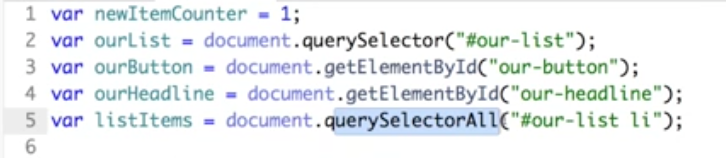 1 var newItemCounter = 1;
2 var ourList = document.querySelector("#our-list");
3 var ourButton = document.getElementById("our-button");
4 var ourHeadline = document.getElementById("our-headline");
5 var listItems = document.querySelectorAll("#our-list li");
6